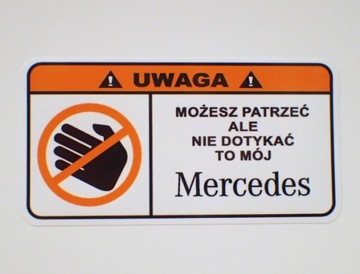 UWAGA
MOŻESZ PATRZEĆ
ALE
NIE DOTYKAĆ
TO MÓJ
Mercedes